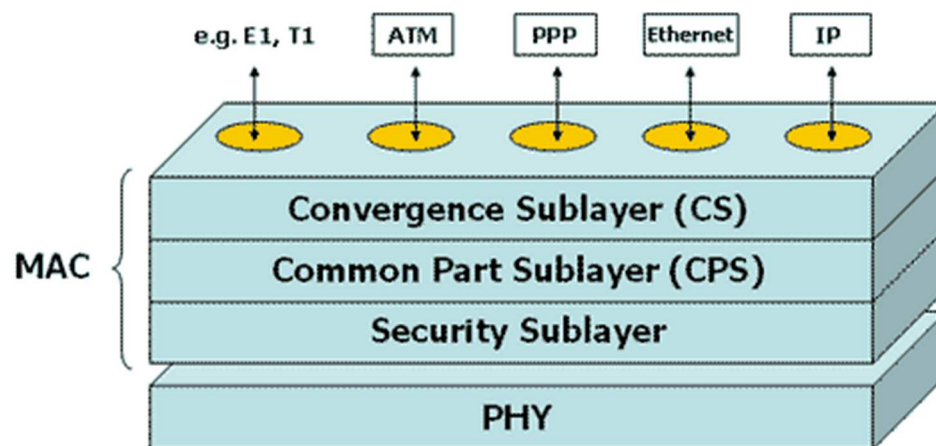 e.g. E1, T1 ATM PPP Ethernet IP
Convergence Sublayer (CS)
MAC
Common Part Sublayer (CPS)
Security Sublayer
PHY